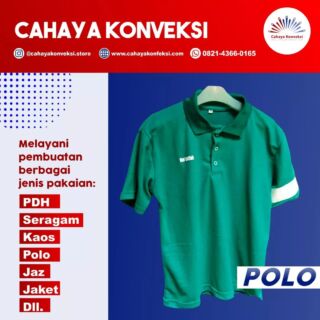 CAHAYA KONVEKSI
@cahayakonveksi.store
www.cahayakonfeksi.com
0821-4366-0165
Cahaya Konveksi
Melayani
pembuatan
berbagai
jenis pakaian:
PDH
Seragam
Kaos
Polo
Jaz
Jaket
Dll.
POLO